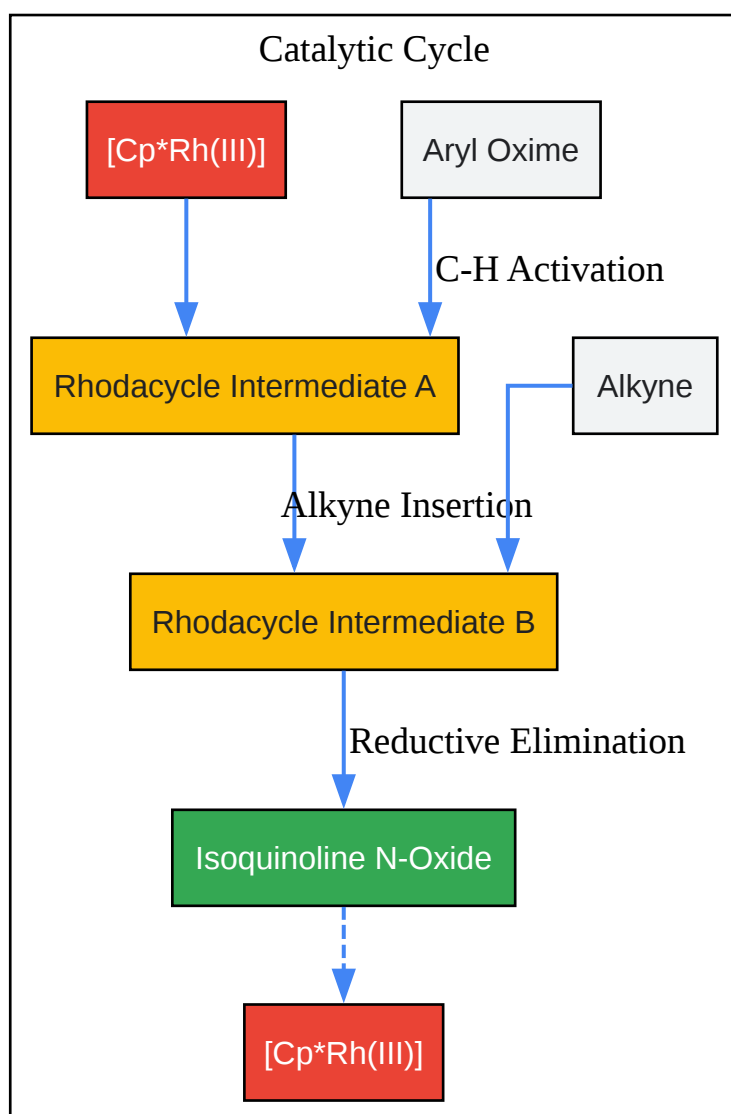 Catalytic Cycle
[Cp*Rh(III)]
Aryl Oxime
C-H Activation
Rhodacycle Intermediate A
Alkyne
Alkyne Insertion
Rhodacycle Intermediate B
Reductive Elimination
Isoquinoline N-Oxide
[Cp*Rh(III)]